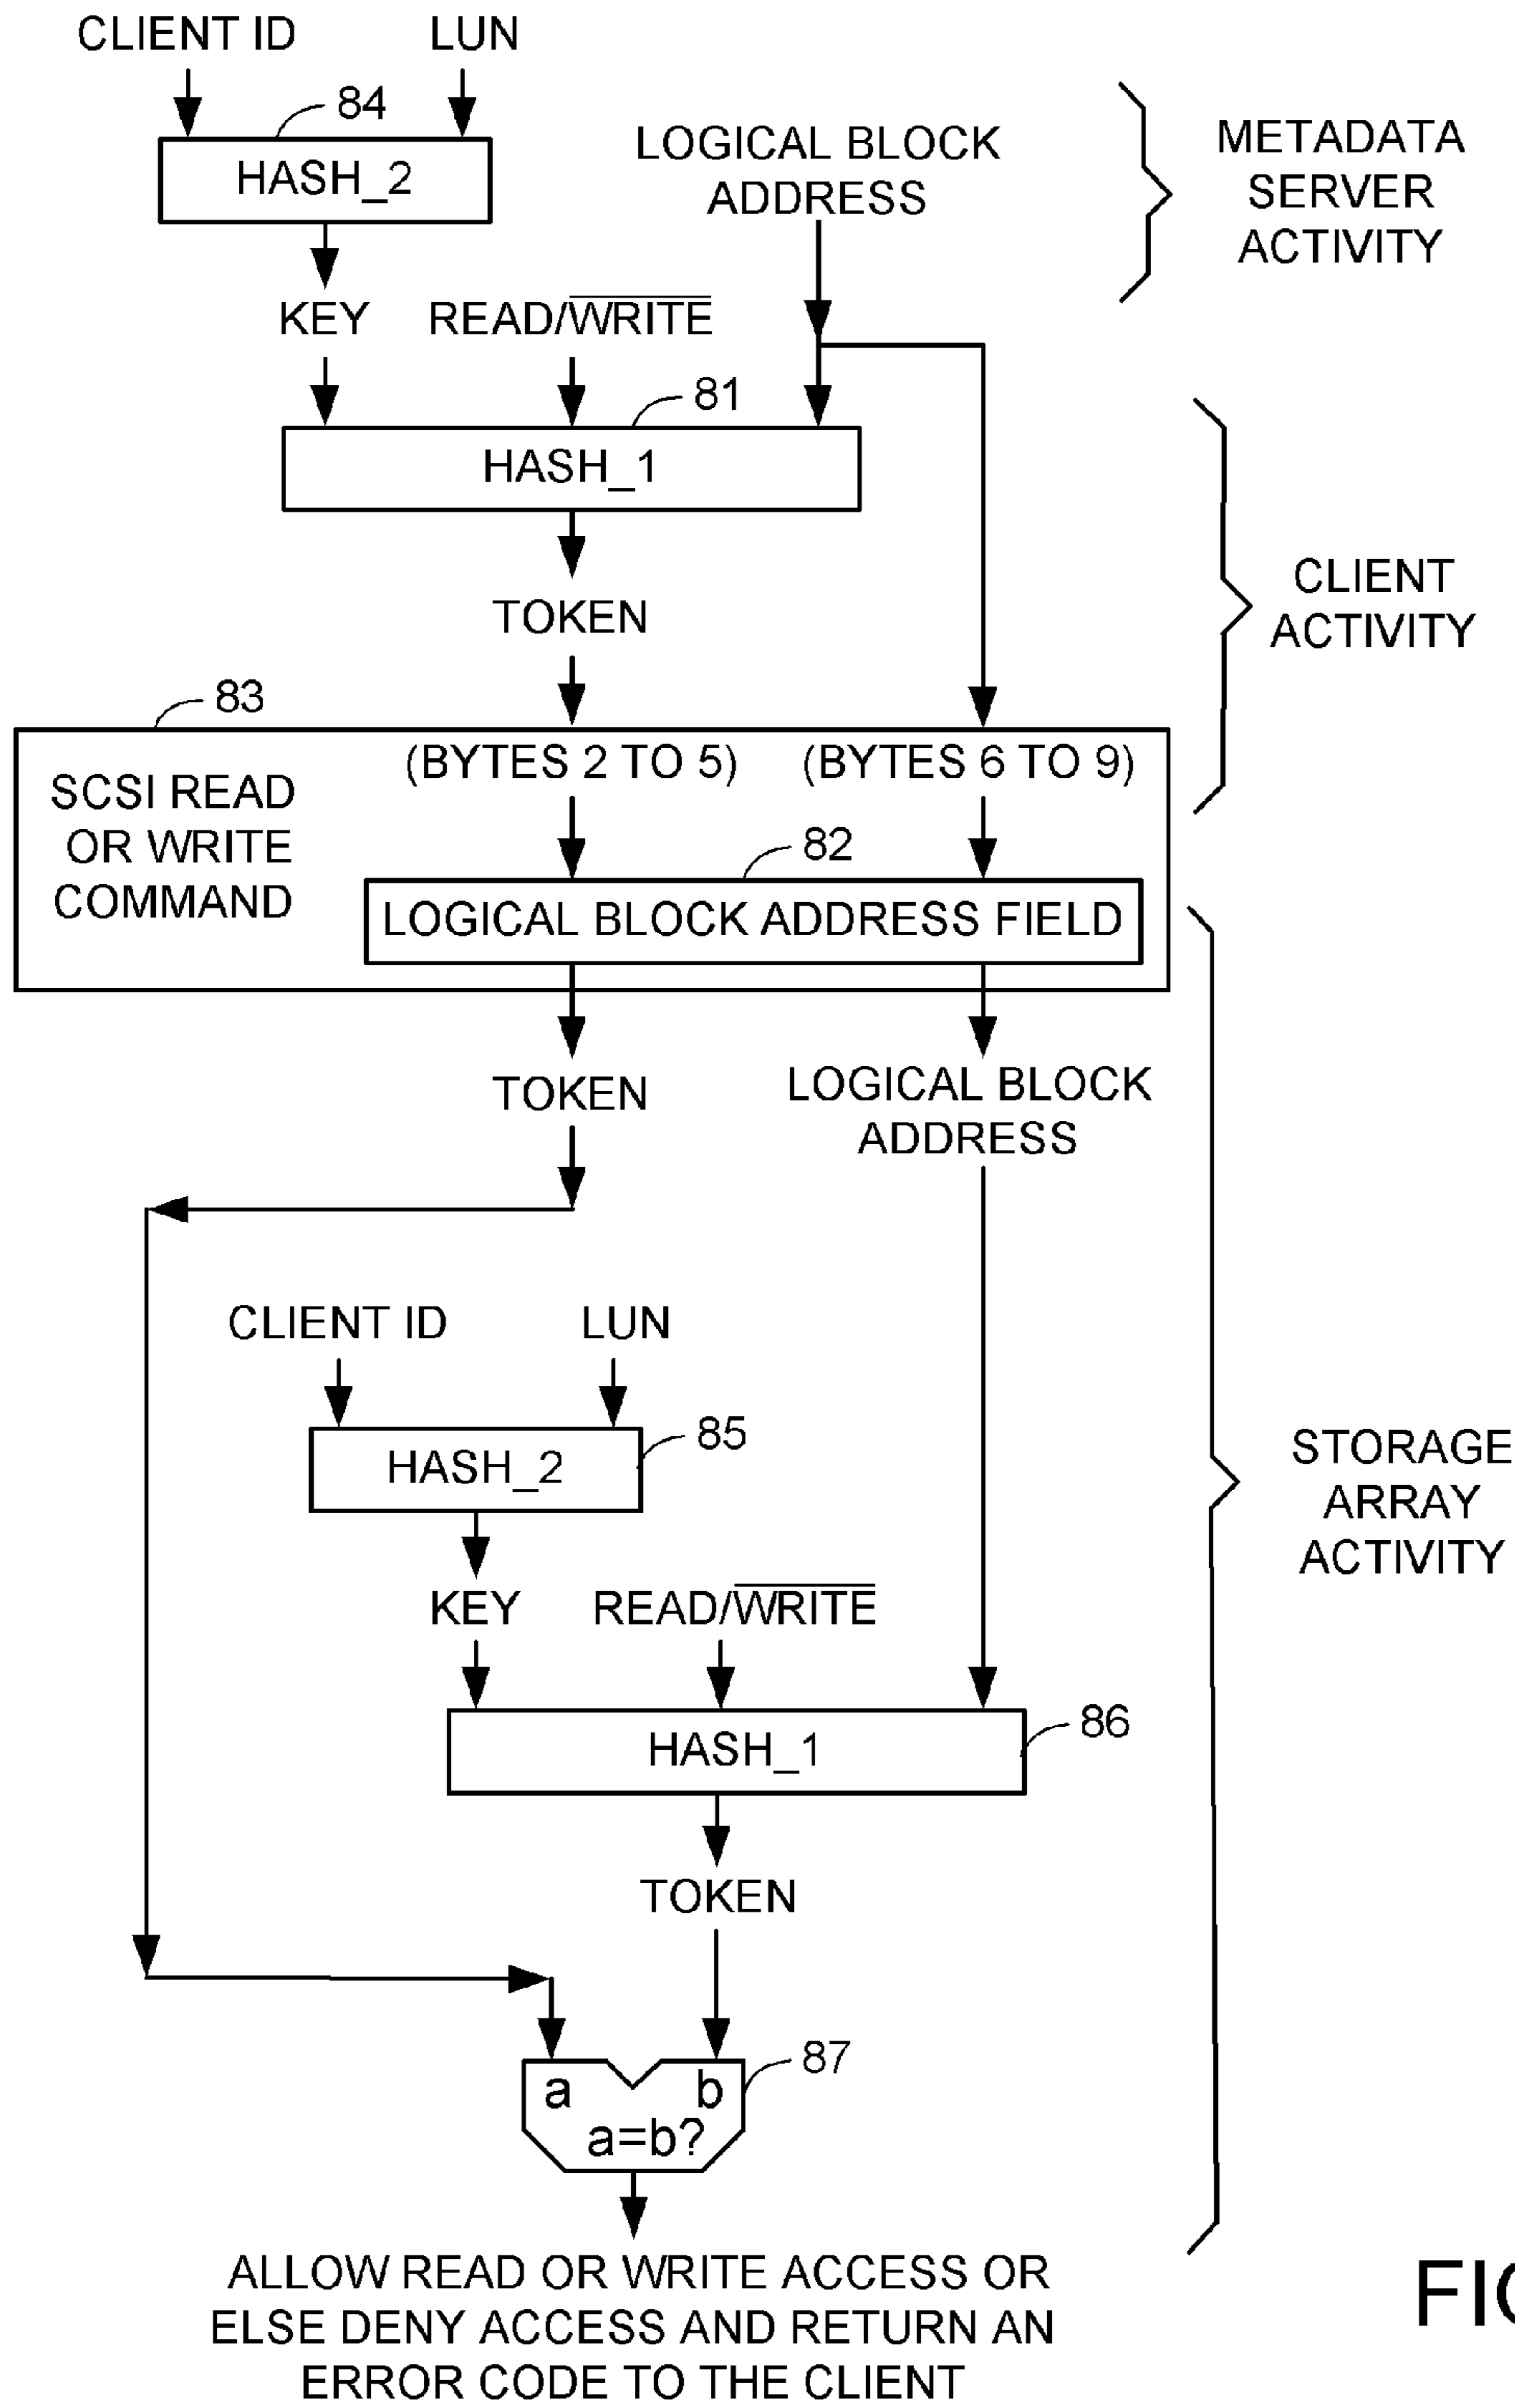 CLIENT ID LUN
84
HASH_2
LOGICAL BLOCK
ADDRESS
METADATA
SERVER
ACTIVITY
KEY READ/WRITE
81
HASH_1
TOKEN
CLIENT
ACTIVITY
83
SCSI READ
OR WRITE
COMMAND
(BYTES 2 TO 5) (BYTES 6 TO 9)
82
LOGICAL BLOCK ADDRESS FIELD
TOKEN
LOGICAL BLOCK
ADDRESS
CLIENT ID LUN
85
HASH_2
STORAGE
ARRAY
ACTIVITY
KEY READ/WRITE
86
HASH_1
TOKEN
87
a b
a=b?
ALLOW READ OR WRITE ACCESS OR
ELSE DENY ACCESS AND RETURN AN
ERROR CODE TO THE CLIENT